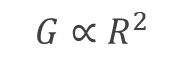 G ∝ R²